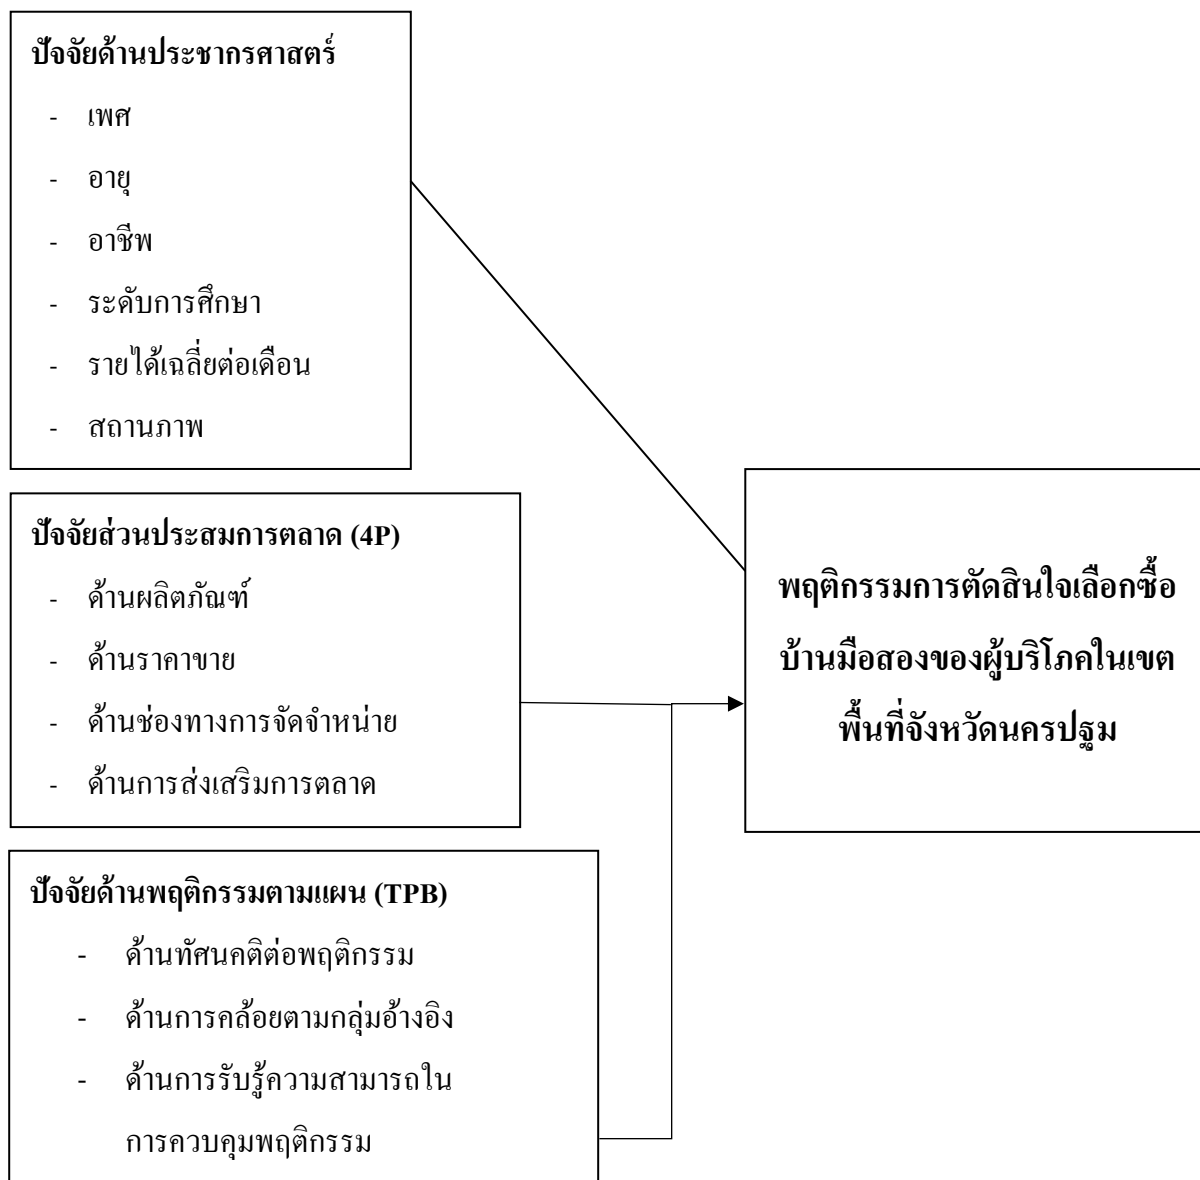 ปัจจัยด้านประชากรศาสตร์
- เพศ
- อายุ
- อาชีพ
- ระดับการศึกษา
- รายได้เฉลี่ยต่อเดือน
- สถานภาพ
ปัจจัยส่วนประสมการตลาด (4P)
- ด้านผลิตภัณฑ์
- ด้านราคาขาย
- ด้านช่องทางการจัดจำหน่าย
- ด้านการส่งเสริมการตลาด
ปัจจัยด้านพฤติกรรมตามแผน (TPB)
- ด้านทัศนคติต่อพฤติกรรม
- ด้านการคล้อยตามกลุ่มอ้างอิง
- ด้านการรับรู้ความสามารถใน
การควบคุมพฤติกรรม
พฤติกรรมการตัดสินใจเลือกซื้อ
บ้านมือสองของผู้บริโภคในเขต
พื้นที่จังหวัดนครปฐม